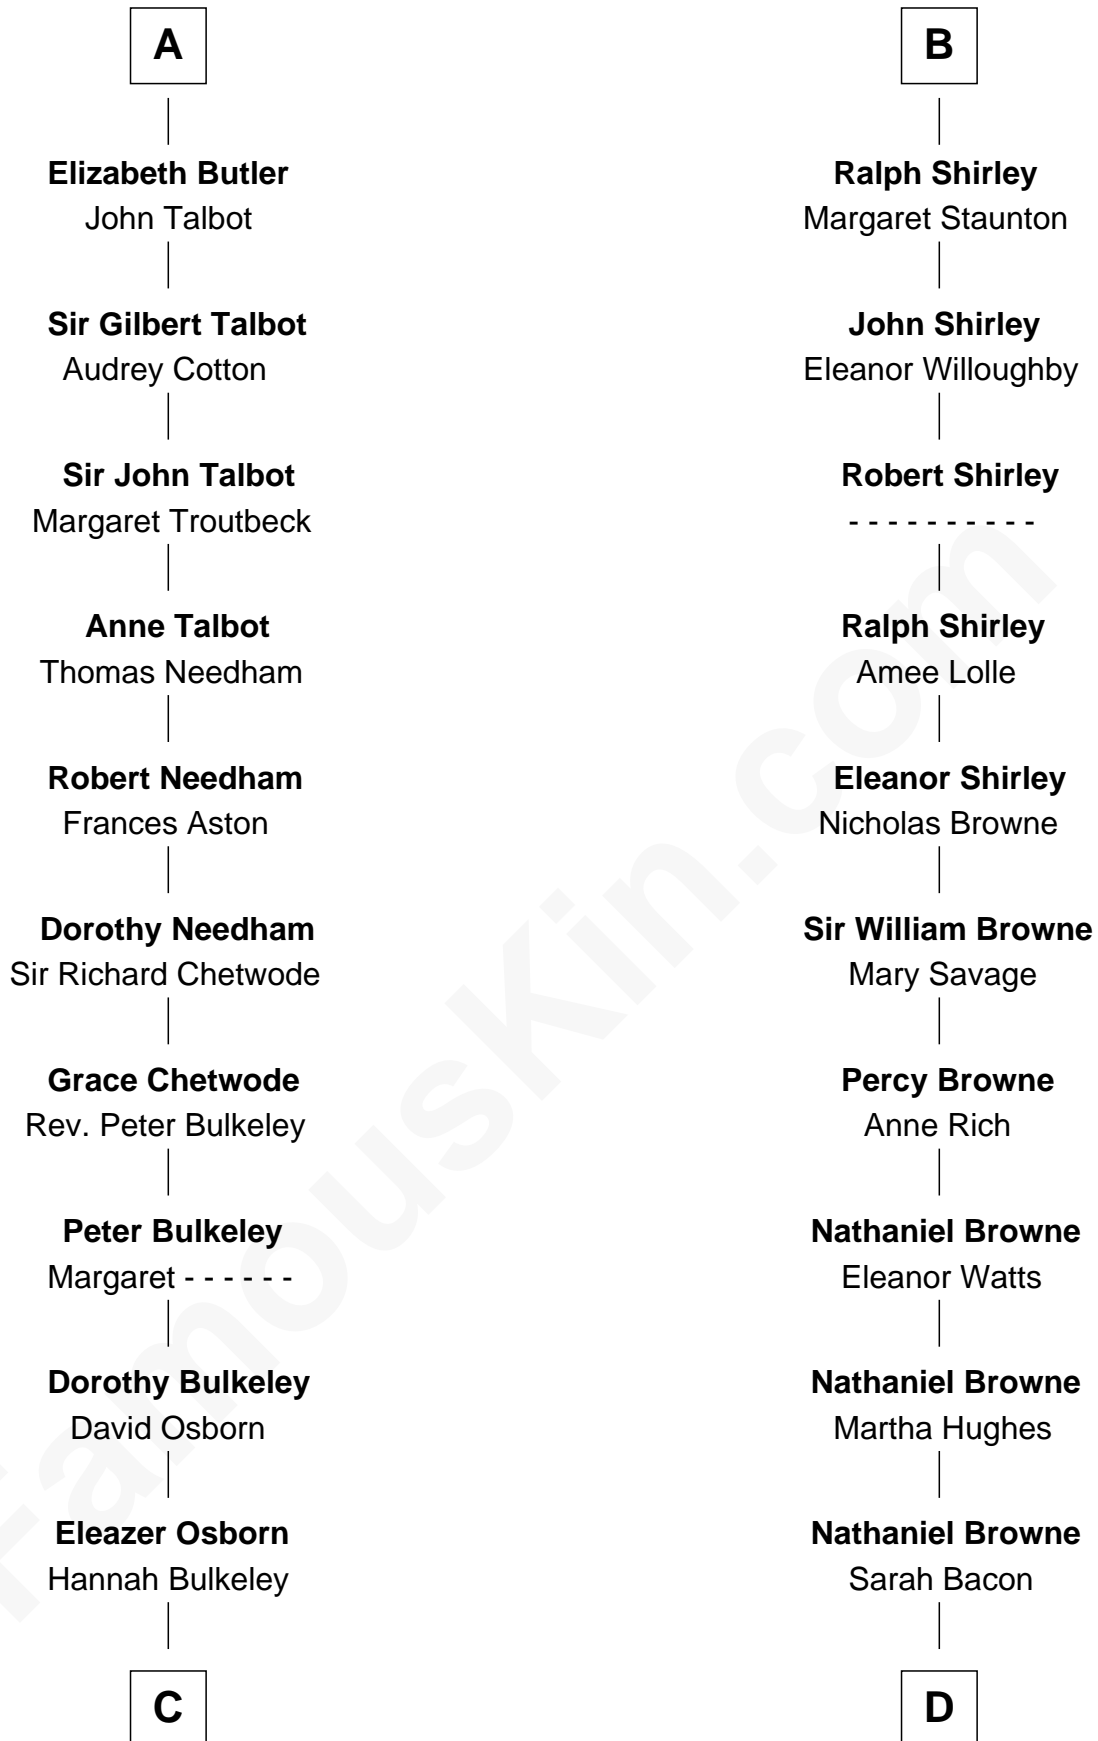 A
Elizabeth Butler
John Talbot
Sir Gilbert Talbot
Audrey Cotton
Sir John Talbot
Margaret Troutbeck
Anne Talbot
Thomas Needham
Robert Needham
Frances Aston
Dorothy Needham
Sir Richard Chetwode
Grace Chetwode
Rev. Peter Bulkeley
Peter Bulkeley
Margaret - - - - - -
Dorothy Bulkeley
David Osborn
Eleazer Osborn
Hannah Bulkeley
C
B
Ralph Shirley
Margaret Staunton
John Shirley
Eleanor Willoughby
Robert Shirley
- - - - - - - - - -
Ralph Shirley
Amee Lolle
Eleanor Shirley
Nicholas Browne
Sir William Browne
Mary Savage
Percy Browne
Anne Rich
Nathaniel Browne
Eleanor Watts
Nathaniel Browne
Martha Hughes
Nathaniel Browne
Sarah Bacon
D
FamousKin.com